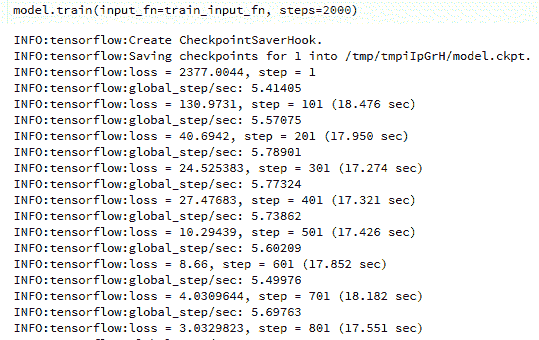 model.train(input_fn=train_input_fn, steps=2000)
INFO:tensorflow:Create CheckpointSaverHook.
INFO:tensorflow:Saving checkpoints for 1 into /tmp/tmpiIpGrH/model.ckpt.
INFO:tensorflow:loss = 2377.0044, step = 1
INFO:tensorflow:global_step/sec: 5.41405
INFO:tensorflow:loss = 130.9731, step = 101 (18.476 sec)
INFO:tensorflow:global_step/sec: 5.57075
INFO:tensorflow:loss = 40.6942, step = 201 (17.950 sec)
INFO:tensorflow:global_step/sec: 5.78901
INFO:tensorflow:loss = 24.525383, step = 301 (17.274 sec)
INFO:tensorflow:global_step/sec: 5.77324
INFO:tensorflow:loss = 27.47683, step = 401 (17.321 sec)
INFO:tensorflow:global_step/sec: 5.73862
INFO:tensorflow:loss = 10.29439, step = 501 (17.426 sec)
INFO:tensorflow:global_step/sec: 5.60209
INFO:tensorflow:loss = 8.66, step = 601 (17.852 sec)
INFO:tensorflow:global_step/sec: 5.49976
INFO:tensorflow:loss = 4.0309644, step = 701 (18.182 sec)
INFO:tensorflow:global_step/sec: 5.69763
INFO:tensorflow:loss = 3.0329823, step = 801 (17.551 sec)